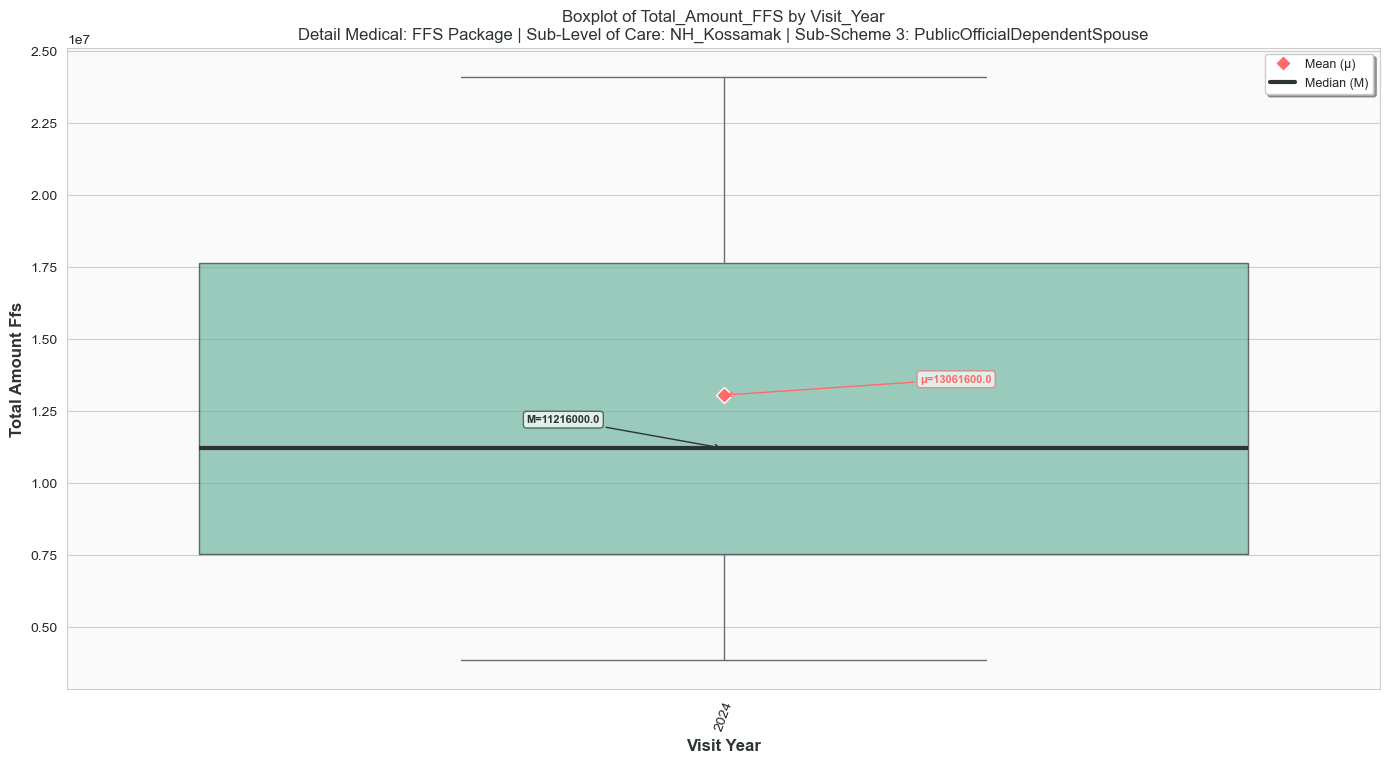 Boxplot of Total_Amount_FFS by Visit_Year
Detail Medical: FFS Package | Sub-Level of Care: NH_Kossamak | Sub-Scheme 3: PublicOfficialDependentSpouse
1e7
2.50
2.25
2.00
1.75
1.50
1.25
1.00
0.75
0.50
Total Amount Ffs
Mean (μ)
Median (M)
μ=13061600.0
M=11216000.0
2024
Visit Year